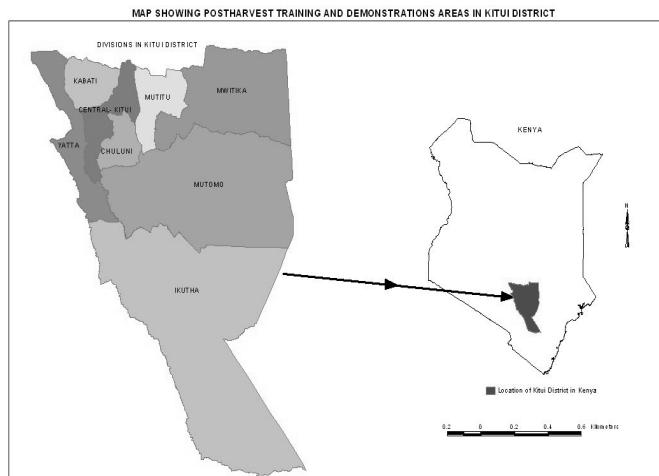 MAP SHOWING POSTHARVEST TRAINING AND DEMONSTRATIONS AREAS IN KITUI DISTRICT
DIVISIONS IN KITUI DISTRICT
KABATI
MUTITU
MWITIKA
CENTRAL- KITUI
YATTA
CHULUNI
MUTOMO
IKUTHA
KENYA
N
S
Location of Kitui District in Kenya
0.2 0 0.2 0.4 0.6 Kilometers